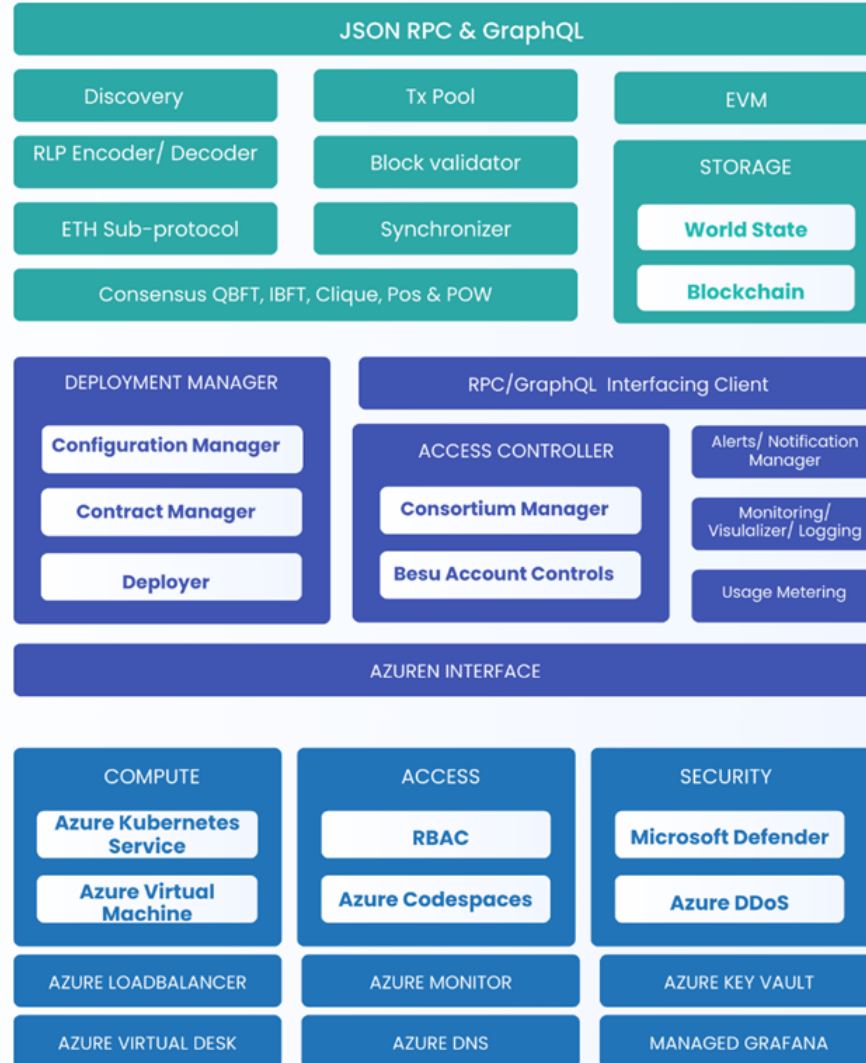 JSON RPC & GraphQL
Discovery
Tx Pool
EVM
RLP Encoder/ Decoder
Block validator
STORAGE
ETH Sub-protocol
Synchronizer
World State
Consensus QBFT, IBFT, Clique, Pos & POW
Blockchain
DEPLOYMENT MANAGER
Configuration Manager
Contract Manager
Deployer
RPC/GraphQL Interfacing Client
ACCESS CONTROLLER
Consortium Manager
Besu Account Controls
Alerts/ Notification
Manager
Monitoring/
Visulalizer/ Logging
Usage Metering
AZUREN INTERFACE
COMPUTE
Azure Kubernetes
Service
Azure Virtual
Machine
ACCESS
RBAC
Azure Codespaces
SECURITY
Microsoft Defender
Azure DDoS
AZURE LOADBALANCER
AZURE MONITOR
AZURE KEY VAULT
AZURE VIRTUAL DESK
AZURE DNS
MANAGED GRAFANA